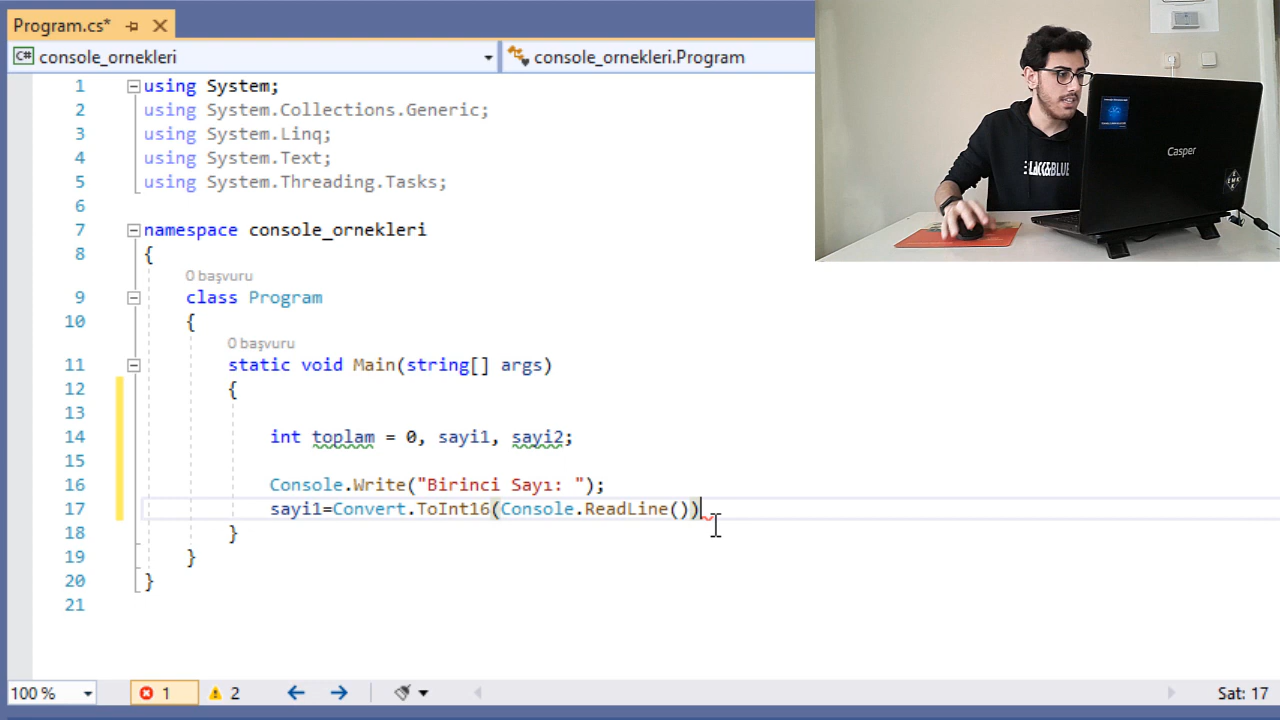 Program.cs*
C# console_ornekleri
console_ornekleri.Program
1 using System;
2 using System.Collections.Generic;
3 using System.Linq;
4 using System.Text;
5 using System.Threading.Tasks;
6
7 namespace console_ornekleri
8 {
0 başvuru
9 class Program
10 {
0 başvuru
11 static void Main(string[] args)
12 {
13
14 int toplam = 0, sayi1, sayi2;
15
16 Console.Write("Birinci Sayı: ");
17 sayi1=Convert.ToInt16(Console.ReadLine())
18 }
19 }
20 }
21
100 %
1
2
Sat: 17
Casper